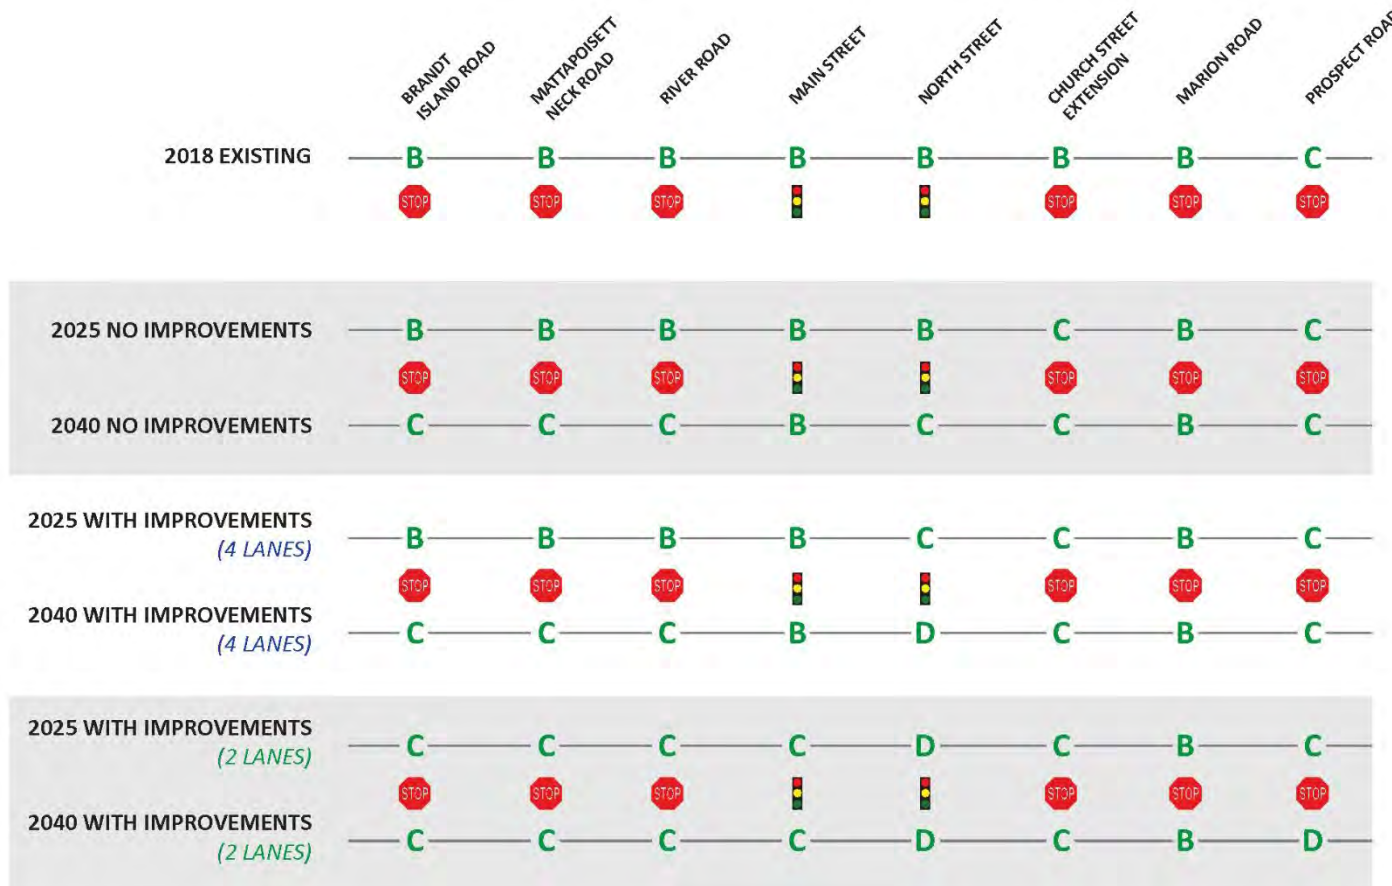 BRANDT
ISLAND ROAD
MATTAPOISETT
NECK ROAD
RIVER ROAD
MAIN STREET
NORTH STREET
CHURCH STREET
EXTENSION
MARION ROAD
PROSPECT ROAD
2018 EXISTING B B B B B B B C
STOP STOP STOP STOP STOP STOP
2025 NO IMPROVEMENTS B B B B B C B C
STOP STOP STOP STOP STOP STOP
2040 NO IMPROVEMENTS C C C B C C B C
2025 WITH IMPROVEMENTS
(4 LANES) B B B B C C B C
STOP STOP STOP STOP STOP STOP
2040 WITH IMPROVEMENTS
(4 LANES) C C C B D C B C
2025 WITH IMPROVEMENTS
(2 LANES) C C C C D C B C
STOP STOP STOP STOP STOP STOP
2040 WITH IMPROVEMENTS
(2 LANES) C C C C D C B D